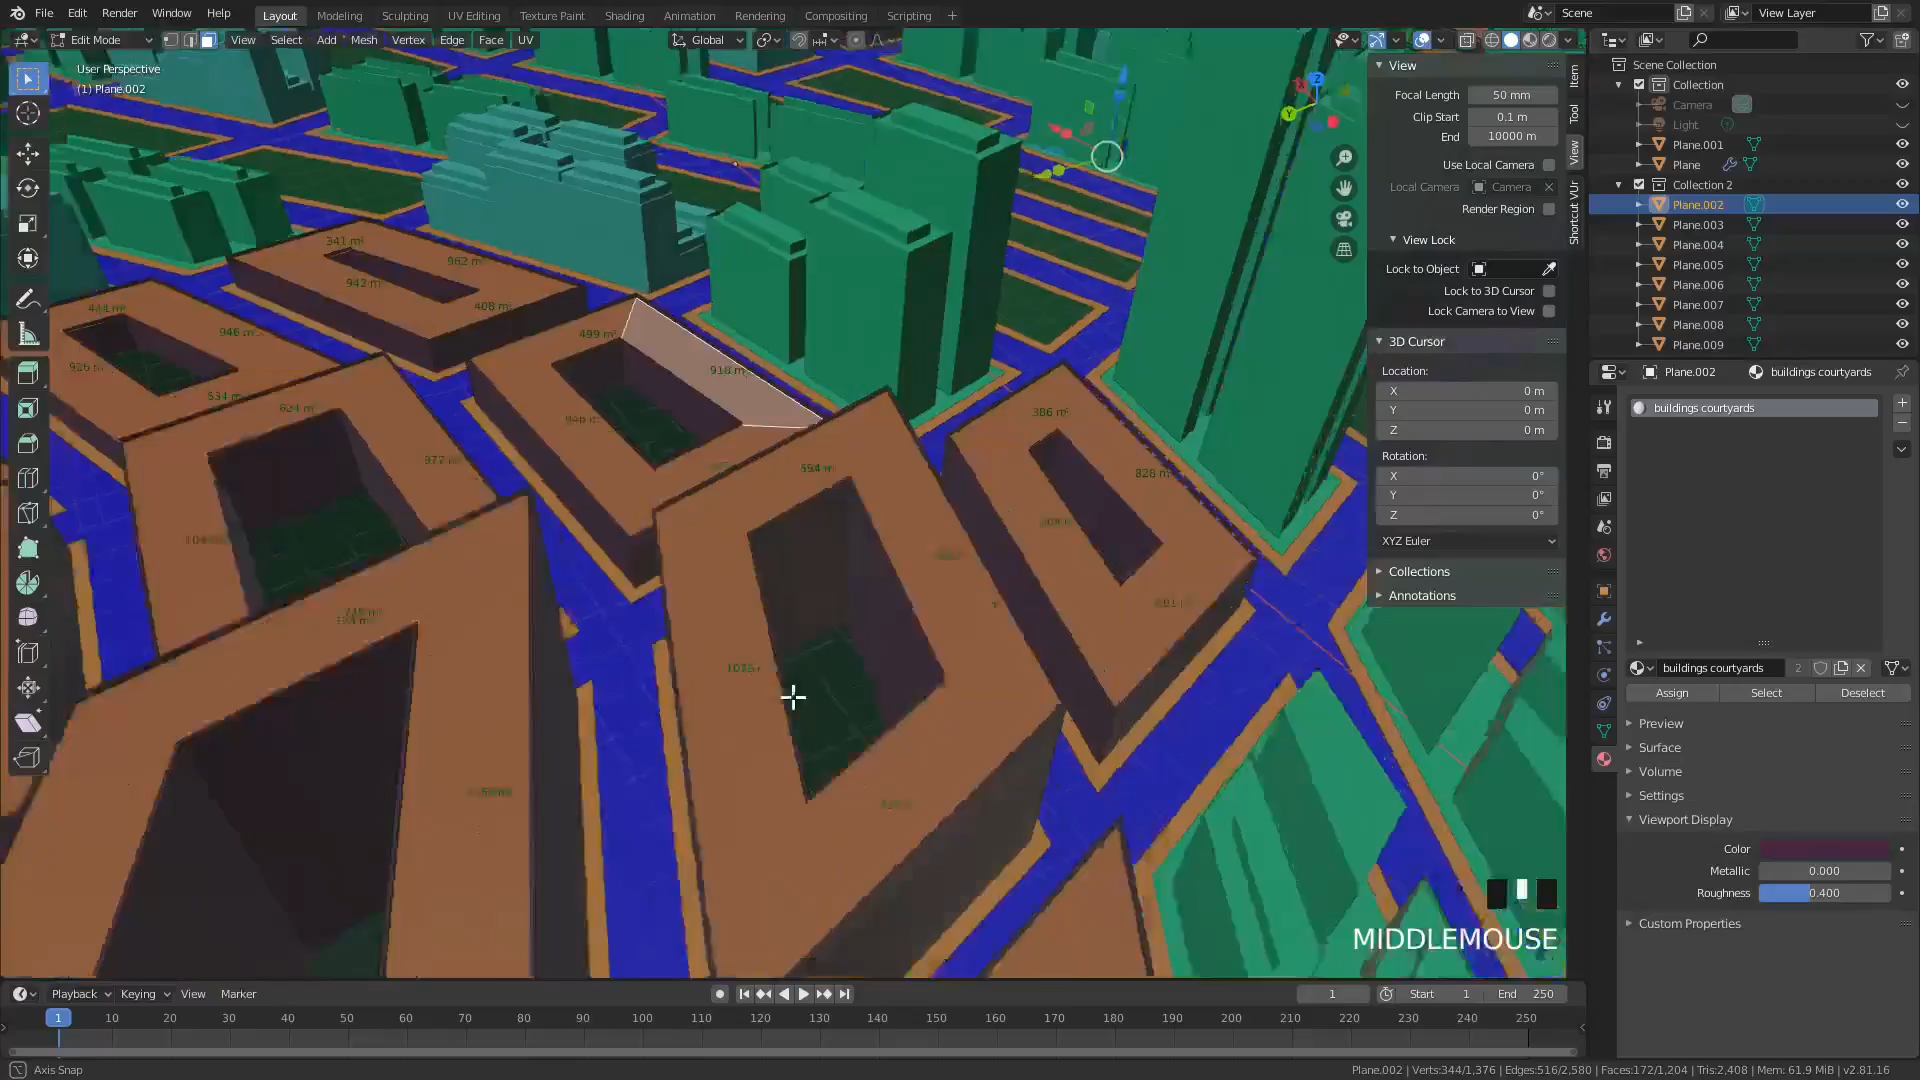 File Edit Render Window Help
Layout Modeling Sculpting UV Editing Texture Paint Shading Animation Rendering Compositing Scripting +
Scene
View Layer
Edit Mode View Select Add Mesh Vertex Edge Face UV
Global
User Perspective
(1) Plane.002
341 m²
962 m²
942 m²
408 m²
946 m²
499 m²
918 m²
386 m²
828 m²
MIDDLEMOUSE
View
Focal Length 50 mm
Clip Start 0.1 m
End 10000 m
Use Local Camera
Local Camera Camera
Render Region
View Lock
Lock to Object
Lock to 3D Cursor
Lock Camera to View
3D Cursor
Location:
X 0 m
Y 0 m
Z 0 m
Rotation:
X 0°
Y 0°
Z 0°
XYZ Euler
Collections
Annotations
Item
Tool
View
Shortcut VUr
Scene Collection
Collection
Camera
Light
Plane.001
Plane
Collection 2
Plane.002
Plane.003
Plane.004
Plane.005
Plane.006
Plane.007
Plane.008
Plane.009
Plane.002 buildings courtyards
buildings courtyards
buildings courtyards 2
Assign Select Deselect
Preview
Surface
Volume
Settings
Viewport Display
Color
Metallic 0.000
Roughness 0.400
Custom Properties
Playback Keying View Marker
1 Start 1 End 250
1 10 20 30 40 50 60 70 80 90 100 110 120 130 140 150 160 170 180 190 200 210 220 230 240 250
Axis Snap
Plane.002 | Verts:344/1,376 | Edges:516/2,580 | Faces:172/1,204 | Tris:2,408 | Mem: 61.9 MiB | v2.81.16